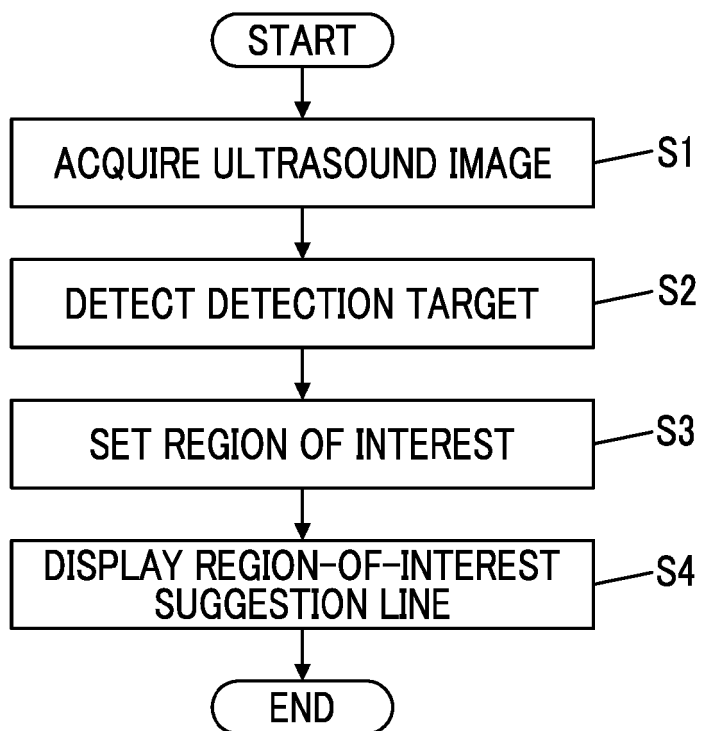 START
ACQUIRE ULTRASOUND IMAGE
S1
DETECT DETECTION TARGET
S2
SET REGION OF INTEREST
S3
DISPLAY REGION-OF-INTEREST
SUGGESTION LINE
S4
END